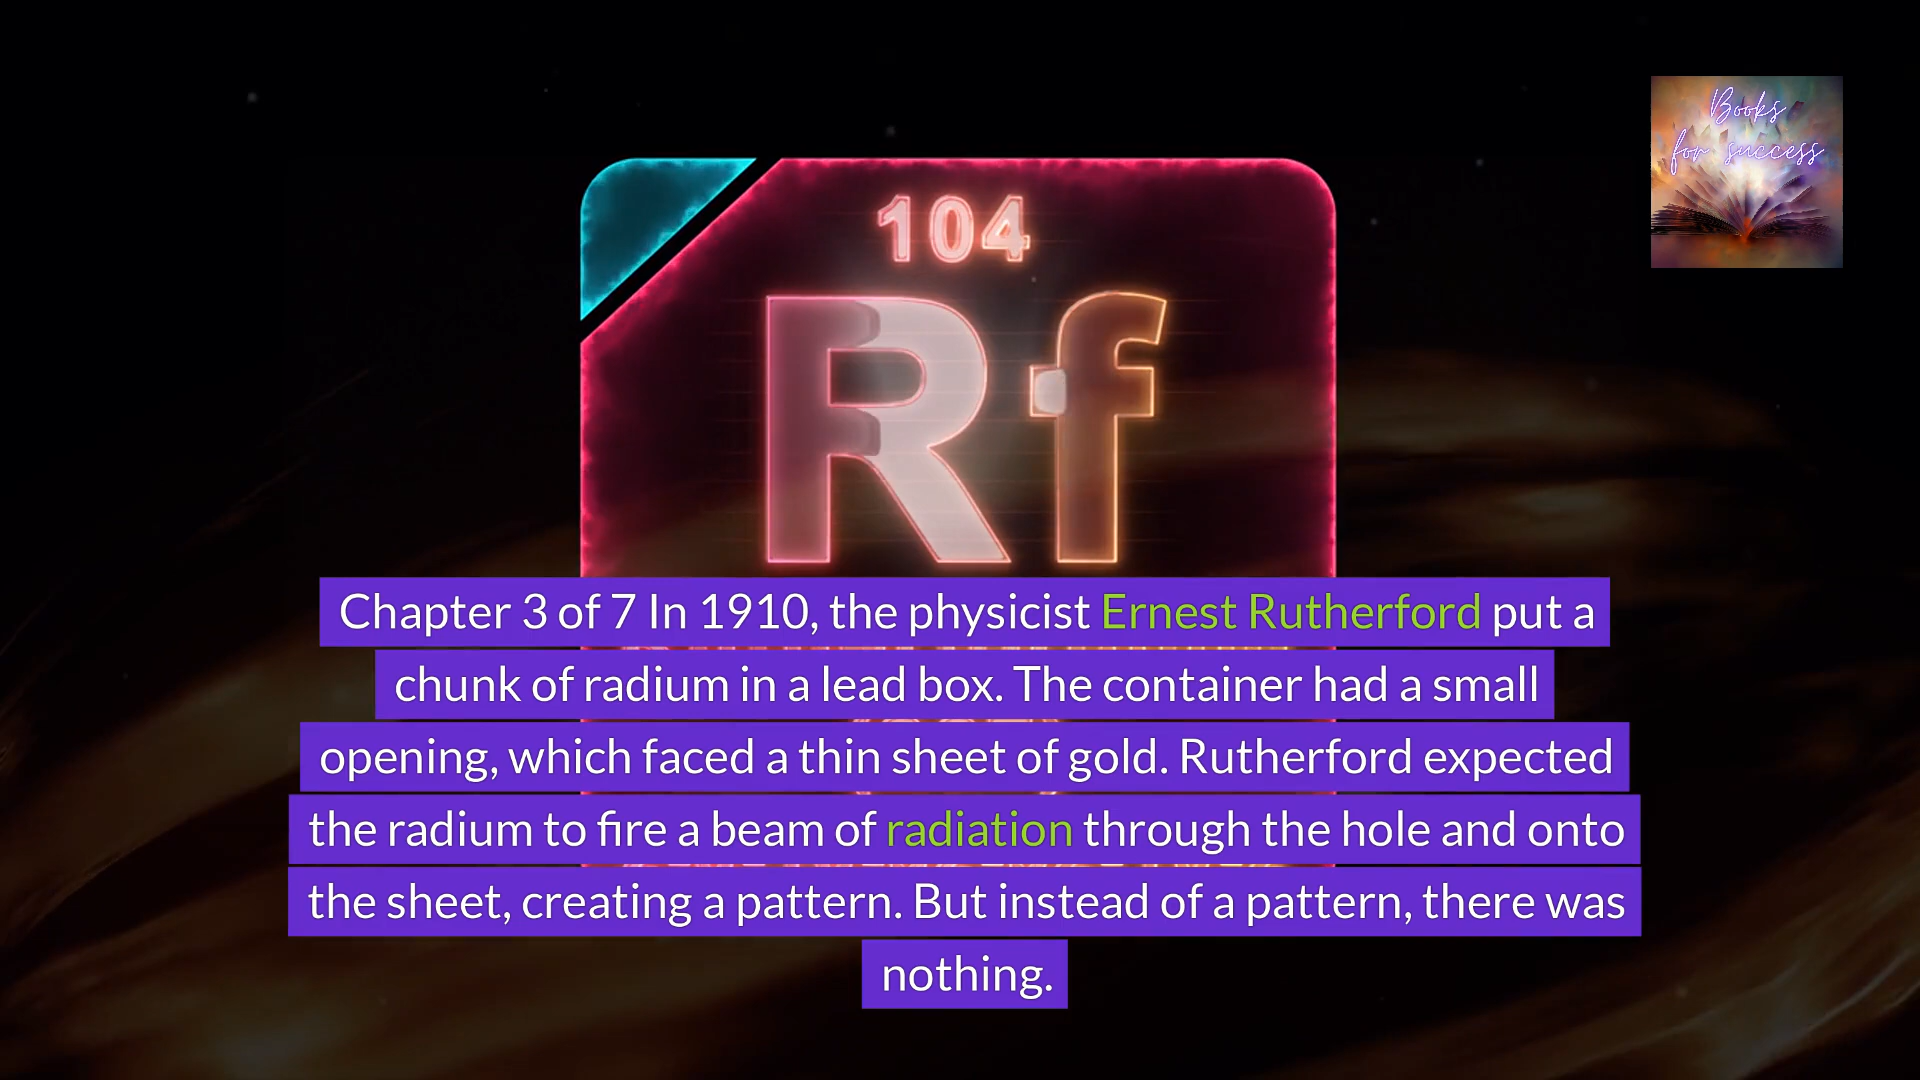 Books
for success
104
Rf
Chapter 3 of 7 In 1910, the physicist Ernest Rutherford put a
chunk of radium in a lead box. The container had a small
opening, which faced a thin sheet of gold. Rutherford expected
the radium to fire a beam of radiation through the hole and onto
the sheet, creating a pattern. But instead of a pattern, there was
nothing.